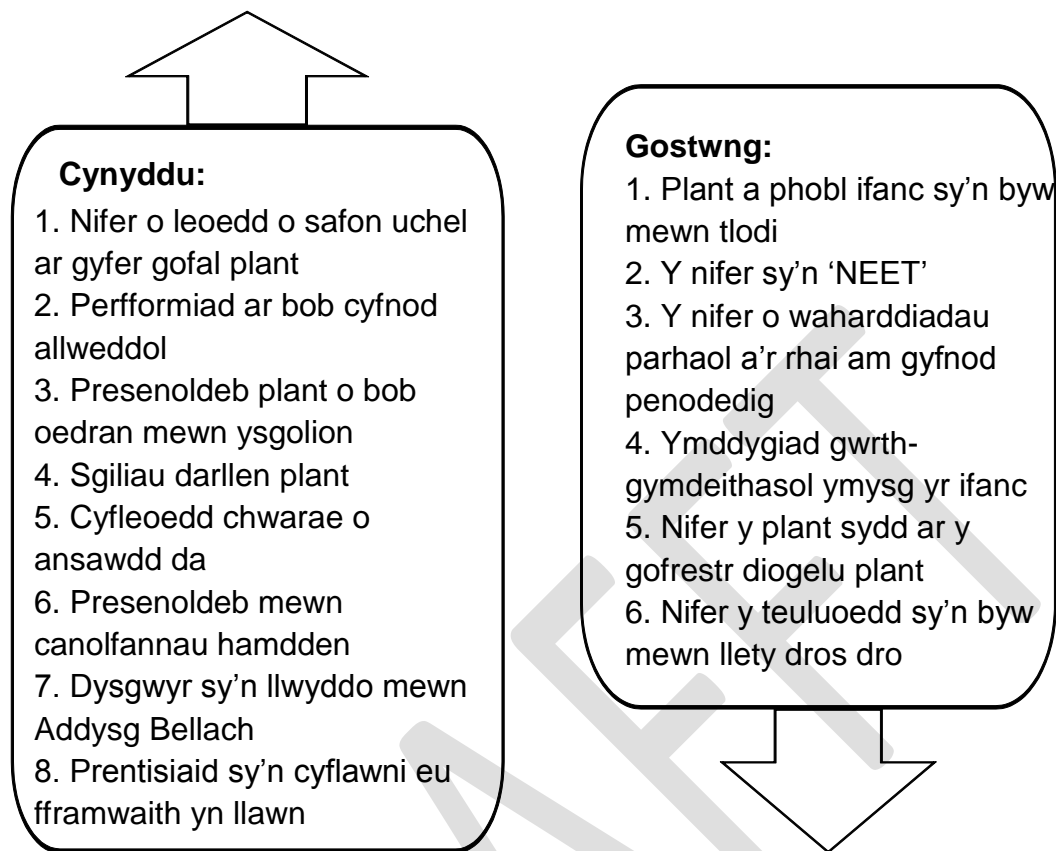 Cynyddu:
1. Nifer o leoedd o safon uchel
ar gyfer gofal plant
2. Perfformiad ar bob cyfnod
allweddol
3. Presenoldeb plant o bob
oedran mewn ysgolion
4. Sgiliau darllen plant
5. Cyfleoedd chwarae o
ansawdd da
6. Presenoldeb mewn
canolfannau hamdden
7. Dysgwyr sy’n llwyddo mewn
Addysg Bellach
8. Prentisiaid sy’n cyflawni eu
fframwaith yn llawn
Gostwng:
1. Plant a phobl ifanc sy’n byw
mewn tlodi
2. Y nifer sy’n ‘NEET’
3. Y nifer o waharddiadau
parhaol a’r rhai am gyfnod
penodedig
4. Ymddygiad gwrth-
gymdeithasol ymysg yr ifanc
5. Nifer y plant sydd ar y
gofrestr diogelu plant
6. Nifer y teuluoedd sy’n byw
mewn llety dros dro